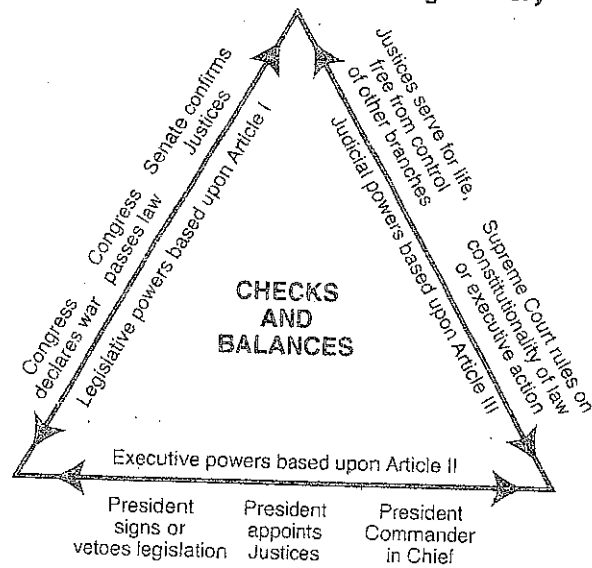 Senate confirms
Justices
Congress
passes law
Congress
declares war
Legislative powers based upon Article I
Justices serve for life,
free from control
of other branches
Judicial powers based upon Article III
Supreme Court rules on
constitutionality of law
or executive action
CHECKS
AND
BALANCES
Executive powers based upon Article II
President
signs or
vetoes legislation
President
appoints
Justices
President
Commander
in Chief